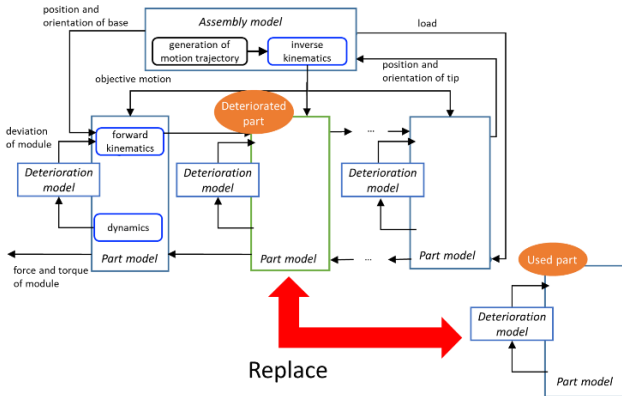 position and
orientation of base
Assembly model
load
generation of
motion trajectory
inverse
kinematics
position and
orientation of tip
objective motion
Deteriorated
part
deviation
of module
forward
kinematics
...
Deterioration
model
Deterioration
model
Deterioration
model
dynamics
Part model
Part model
...
Part model
force and torque
of module
Used part
Deterioration
model
Part model
Replace